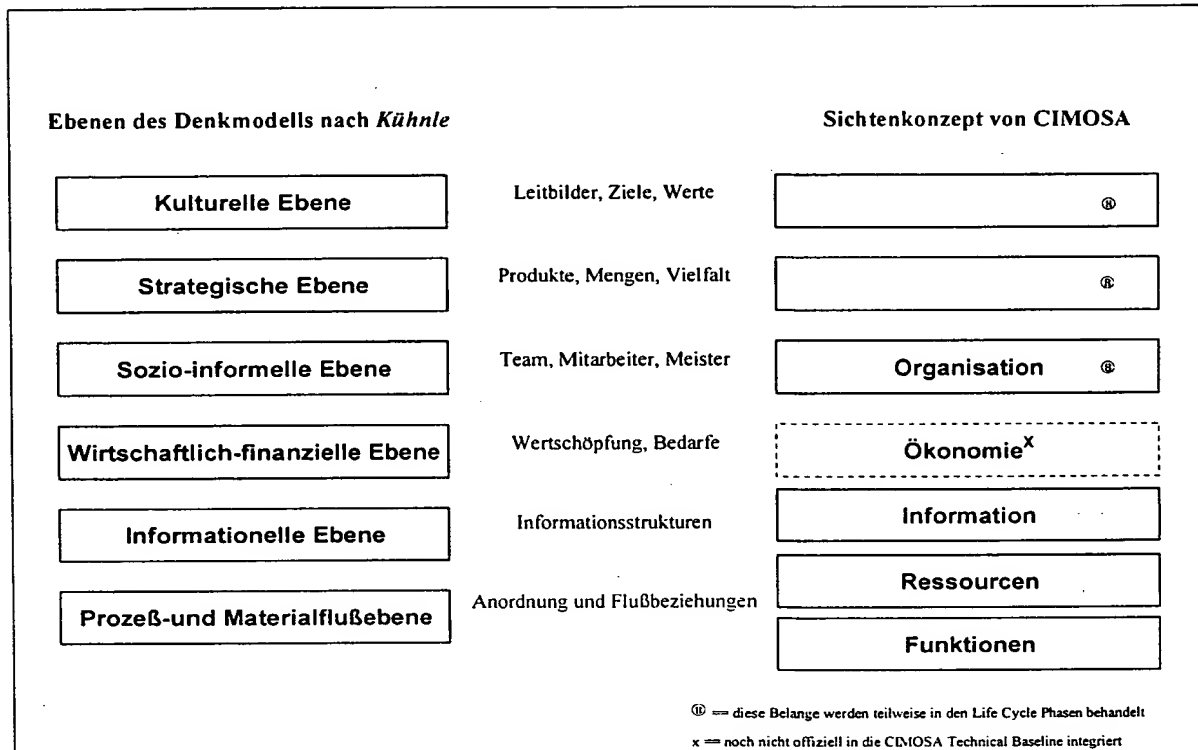 Ebenen des Denkmodells nach Kühnle
Sichtenkonzept von CIMOSA
Kulturelle Ebene
Leitbilder, Ziele, Werte
Strategische Ebene
Produkte, Mengen, Vielfalt
Sozio-informelle Ebene
Team, Mitarbeiter, Meister
Organisation
Wirtschaftlich-finanzielle Ebene
Wertschöpfung, Bedarfe
Ökonomie x
Informationelle Ebene
Informationsstrukturen
Information
Ressourcen
Prozeß-und Materialflußebene
Anordnung und Flußbeziehungen
Funktionen
= diese Belange werden teilweise in den Life Cycle Phasen behandelt
x = noch nicht offiziell in die CIMOSA Technical Baseline integriert